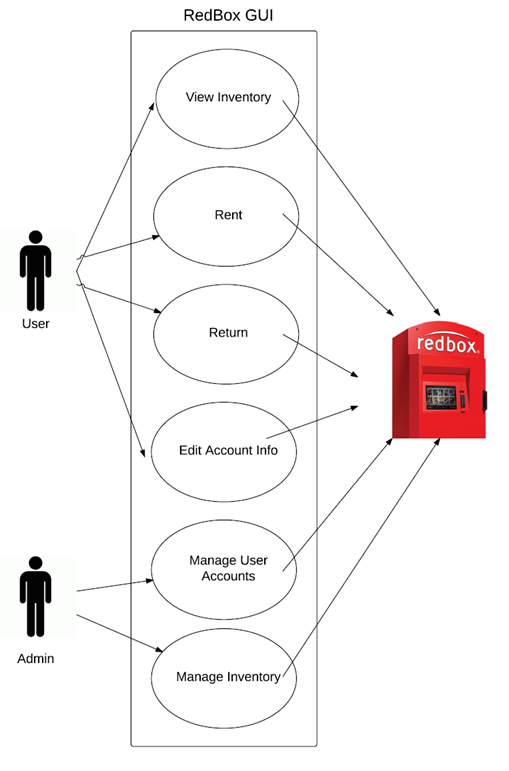 RedBox GUI
View Inventory
Rent
User
Return
redbox.
Edit Account Info
Manage User
Accounts
Admin
Manage Inventory